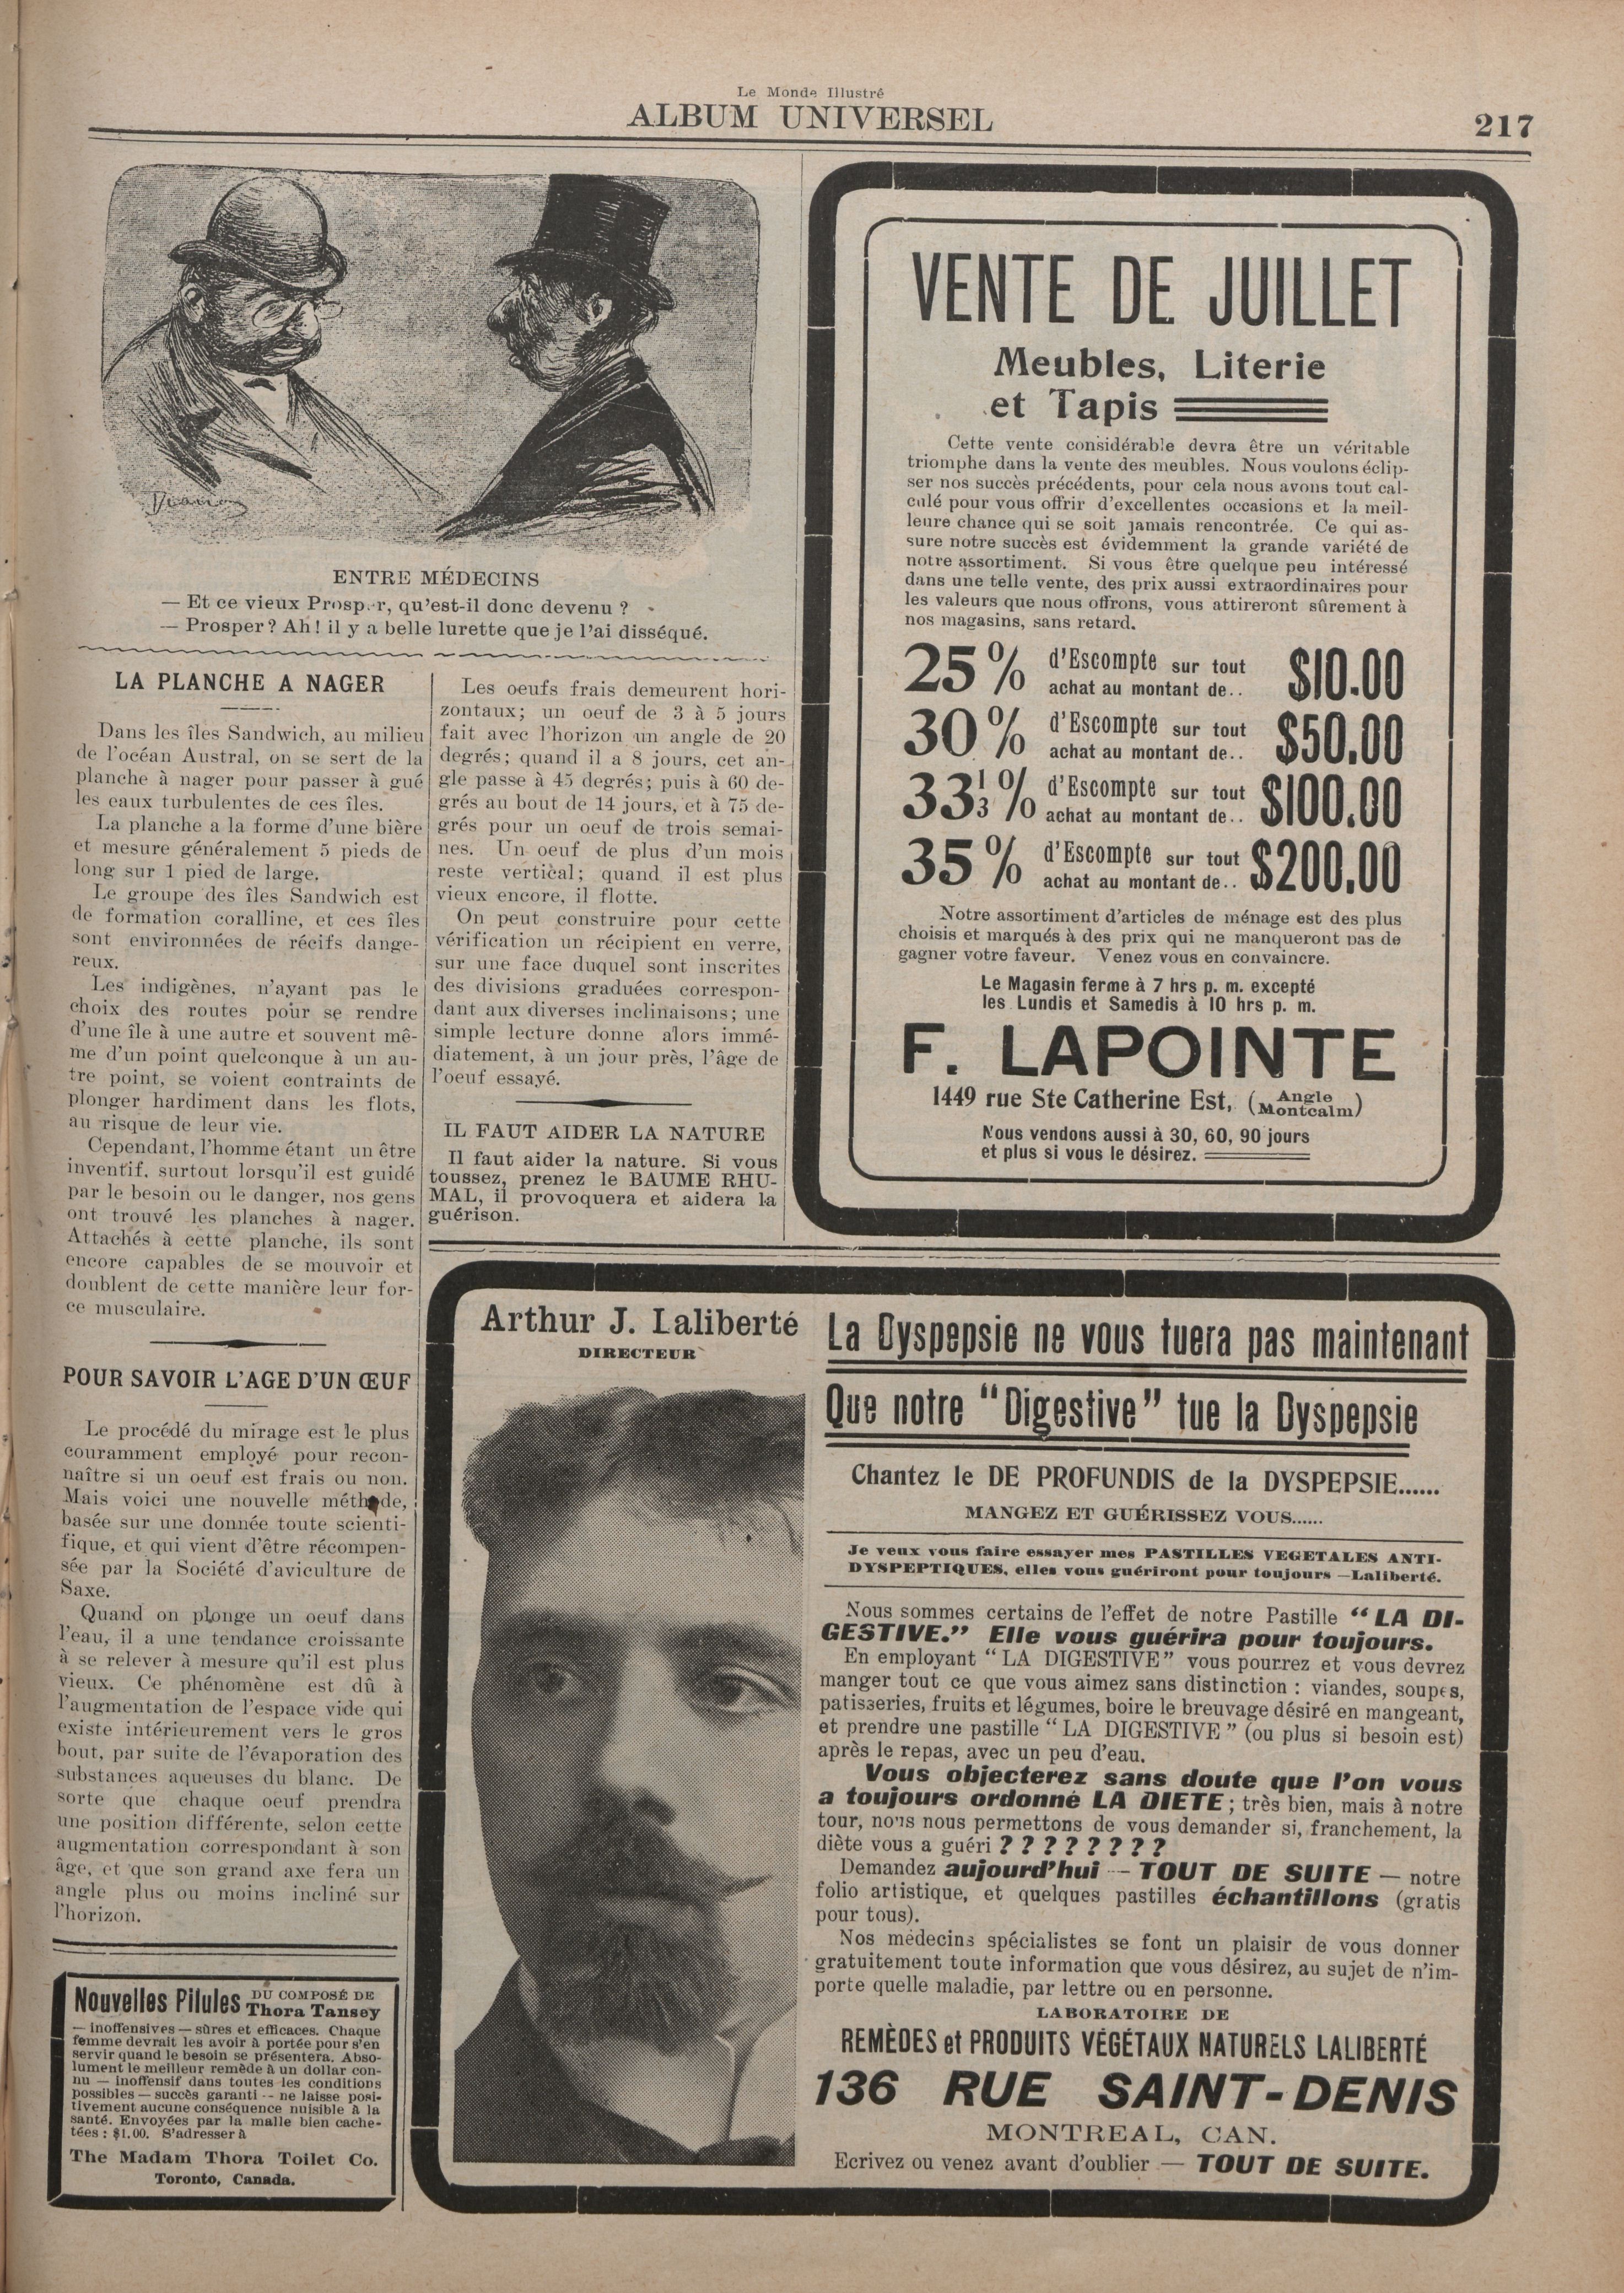 Le Monde Illustré
ALBUM UNIVERSEL
217
ENTRE MÉDECINS
— Et ce vieux Prosper, qu'est-il donc devenu ?
— Prosper ? Ah ! il y a belle lurette que je l'ai disséqué.
LA PLANCHE A NAGER
Dans les îles Sandwich, au milieu
de l'océan Austral, on se sert de la
planche à nager pour passer à gué
les eaux turbulentes de ces îles.
La planche a la forme d'une bière
et mesure généralement 5 pieds de
long sur 1 pied de large.
Le groupe des îles Sandwich est
de formation coralline, et ces îles
sont environnées de récifs dange-
reux.
Les indigènes, n'ayant pas le
choix des routes pour se rendre
d'une île à une autre et souvent mê-
me d'un point quelconque à un au-
tre point, se voient contraints de
plonger hardiment dans les flots,
au risque de leur vie.
Cependant, l'homme étant un être
inventif, surtout lorsqu'il est guidé
par le besoin ou le danger, nos gens
ont trouvé les planches à nager.
Attachés à cette planche, ils sont
encore capables de se mouvoir et
doublent de cette manière leur for-
ce musculaire.
POUR SAVOIR L'AGE D'UN ŒUF
Le procédé du mirage est le plus
couramment employé pour recon-
naître si un oeuf est frais ou non.
Mais voici une nouvelle méthode,
basée sur une donnée toute scienti-
fique, et qui vient d'être récompen-
sée par la Société d'aviculture de
Saxe.
Quand on plonge un oeuf dans
l'eau, il a une tendance croissante
à se relever à mesure qu'il est plus
vieux. Ce phénomène est dû à
l'augmentation de l'espace vide qui
existe intérieurement vers le gros
bout, par suite de l'évaporation des
substances aqueuses du blanc. De
sorte que chaque oeuf prendra
une position différente, selon cette
augmentation correspondant à son
âge, et que son grand axe fera un
angle plus ou moins incliné sur
l'horizon.
Les oeufs frais demeurent hori-
zontaux; un oeuf de 3 à 5 jours
fait avec l'horizon un angle de 20
degrés; quand il a 8 jours, cet an-
gle passe à 45 degrés; puis à 60 de-
grés au bout de 14 jours, et à 75 de-
grés pour un oeuf de trois semai-
nes. Un oeuf de plus d'un mois
reste vertical; quand il est plus
vieux encore, il flotte.
On peut construire pour cette
vérification un récipient en verre,
sur une face duquel sont inscrites
des divisions graduées correspon-
dant aux diverses inclinaisons; une
simple lecture donne alors immé-
diatement, à un jour près, l'âge de
l'oeuf essayé.
IL FAUT AIDER LA NATURE
Il faut aider la nature. Si vous
toussez, prenez le BAUME RHU-
MAL, il provoquera et aidera la
guérison.
Nouvelles Pilules DU COMPOSÉ DE
Thora Tansey
— inoffensives — sûres et efficaces. Chaque
femme devrait les avoir à portée pour s'en
servir quand le besoin se présentera. Abso-
lument le meilleur remède à un dollar con-
nu — inoffensif dans toutes les conditions
possibles — succès garanti -- ne laisse posi-
tivement aucune conséquence nuisible à la
santé. Envoyées par la malle bien cache-
tées : $1.00. S'adresser à
The Madam Thora Toilet Co.
Toronto, Canada.
VENTE DE JUILLET
Meubles, Literie
et Tapis
Cette vente considérable devra être un véritable
triomphe dans la vente des meubles. Nous voulons éclip-
ser nos succès précédents, pour cela nous avons tout cal-
culé pour vous offrir d'excellentes occasions et la meil-
leure chance qui se soit jamais rencontrée. Ce qui as-
sure notre succès est évidemment la grande variété de
notre assortiment. Si vous être quelque peu intéressé
dans une telle vente, des prix aussi extraordinaires pour
les valeurs que nous offrons, vous attireront sûrement à
nos magasins, sans retard.
25% d'Escompte sur tout achat au montant de.. $10.00
30% d'Escompte sur tout achat au montant de.. $50.00
33⅓% d'Escompte sur tout achat au montant de.. $100.00
35% d'Escompte sur tout achat au montant de.. $200.00
Notre assortiment d'articles de ménage est des plus
choisis et marqués à des prix qui ne manqueront pas de
gagner votre faveur. Venez vous en convaincre.
Le Magasin ferme à 7 hrs p. m. excepté
les Lundis et Samedis à 10 hrs p. m.
F. LAPOINTE
1449 rue Ste Catherine Est, (Angle Montcalm)
Nous vendons aussi à 30, 60, 90 jours
et plus si vous le désirez.
Arthur J. Laliberté
DIRECTEUR
La Dyspepsie ne vous tuera pas maintenant
Que notre "Digestive" tue la Dyspepsie
Chantez le DE PROFUNDIS de la DYSPEPSIE......
MANGEZ ET GUÉRISSEZ VOUS......
Je veux vous faire essayer mes PASTILLES VEGETALES ANTI-
DYSPEPTIQUES, elles vous guériront pour toujours —Laliberté.
Nous sommes certains de l'effet de notre Pastille "LA DI-
GESTIVE." Elle vous guérira pour toujours.
En employant "LA DIGESTIVE" vous pourrez et vous devrez
manger tout ce que vous aimez sans distinction : viandes, soupes,
patisseries, fruits et légumes, boire le breuvage désiré en mangeant,
et prendre une pastille "LA DIGESTIVE" (ou plus si besoin est)
après le repas, avec un peu d'eau.
Vous objecterez sans doute que l'on vous
a toujours ordonné LA DIETE ; très bien, mais à notre
tour, nous nous permettons de vous demander si, franchement, la
diète vous a guéri ? ? ? ? ? ? ? ?
Demandez aujourd'hui — TOUT DE SUITE — notre
folio artistique, et quelques pastilles échantillons (gratis
pour tous).
Nos médecins spécialistes se font un plaisir de vous donner
gratuitement toute information que vous désirez, au sujet de n'im-
porte quelle maladie, par lettre ou en personne.
LABORATOIRE DE
REMÈDES et PRODUITS VÉGÉTAUX NATURELS LALIBERTÉ
136 RUE SAINT-DENIS
MONTREAL, CAN.
Ecrivez ou venez avant d'oublier — TOUT DE SUITE.